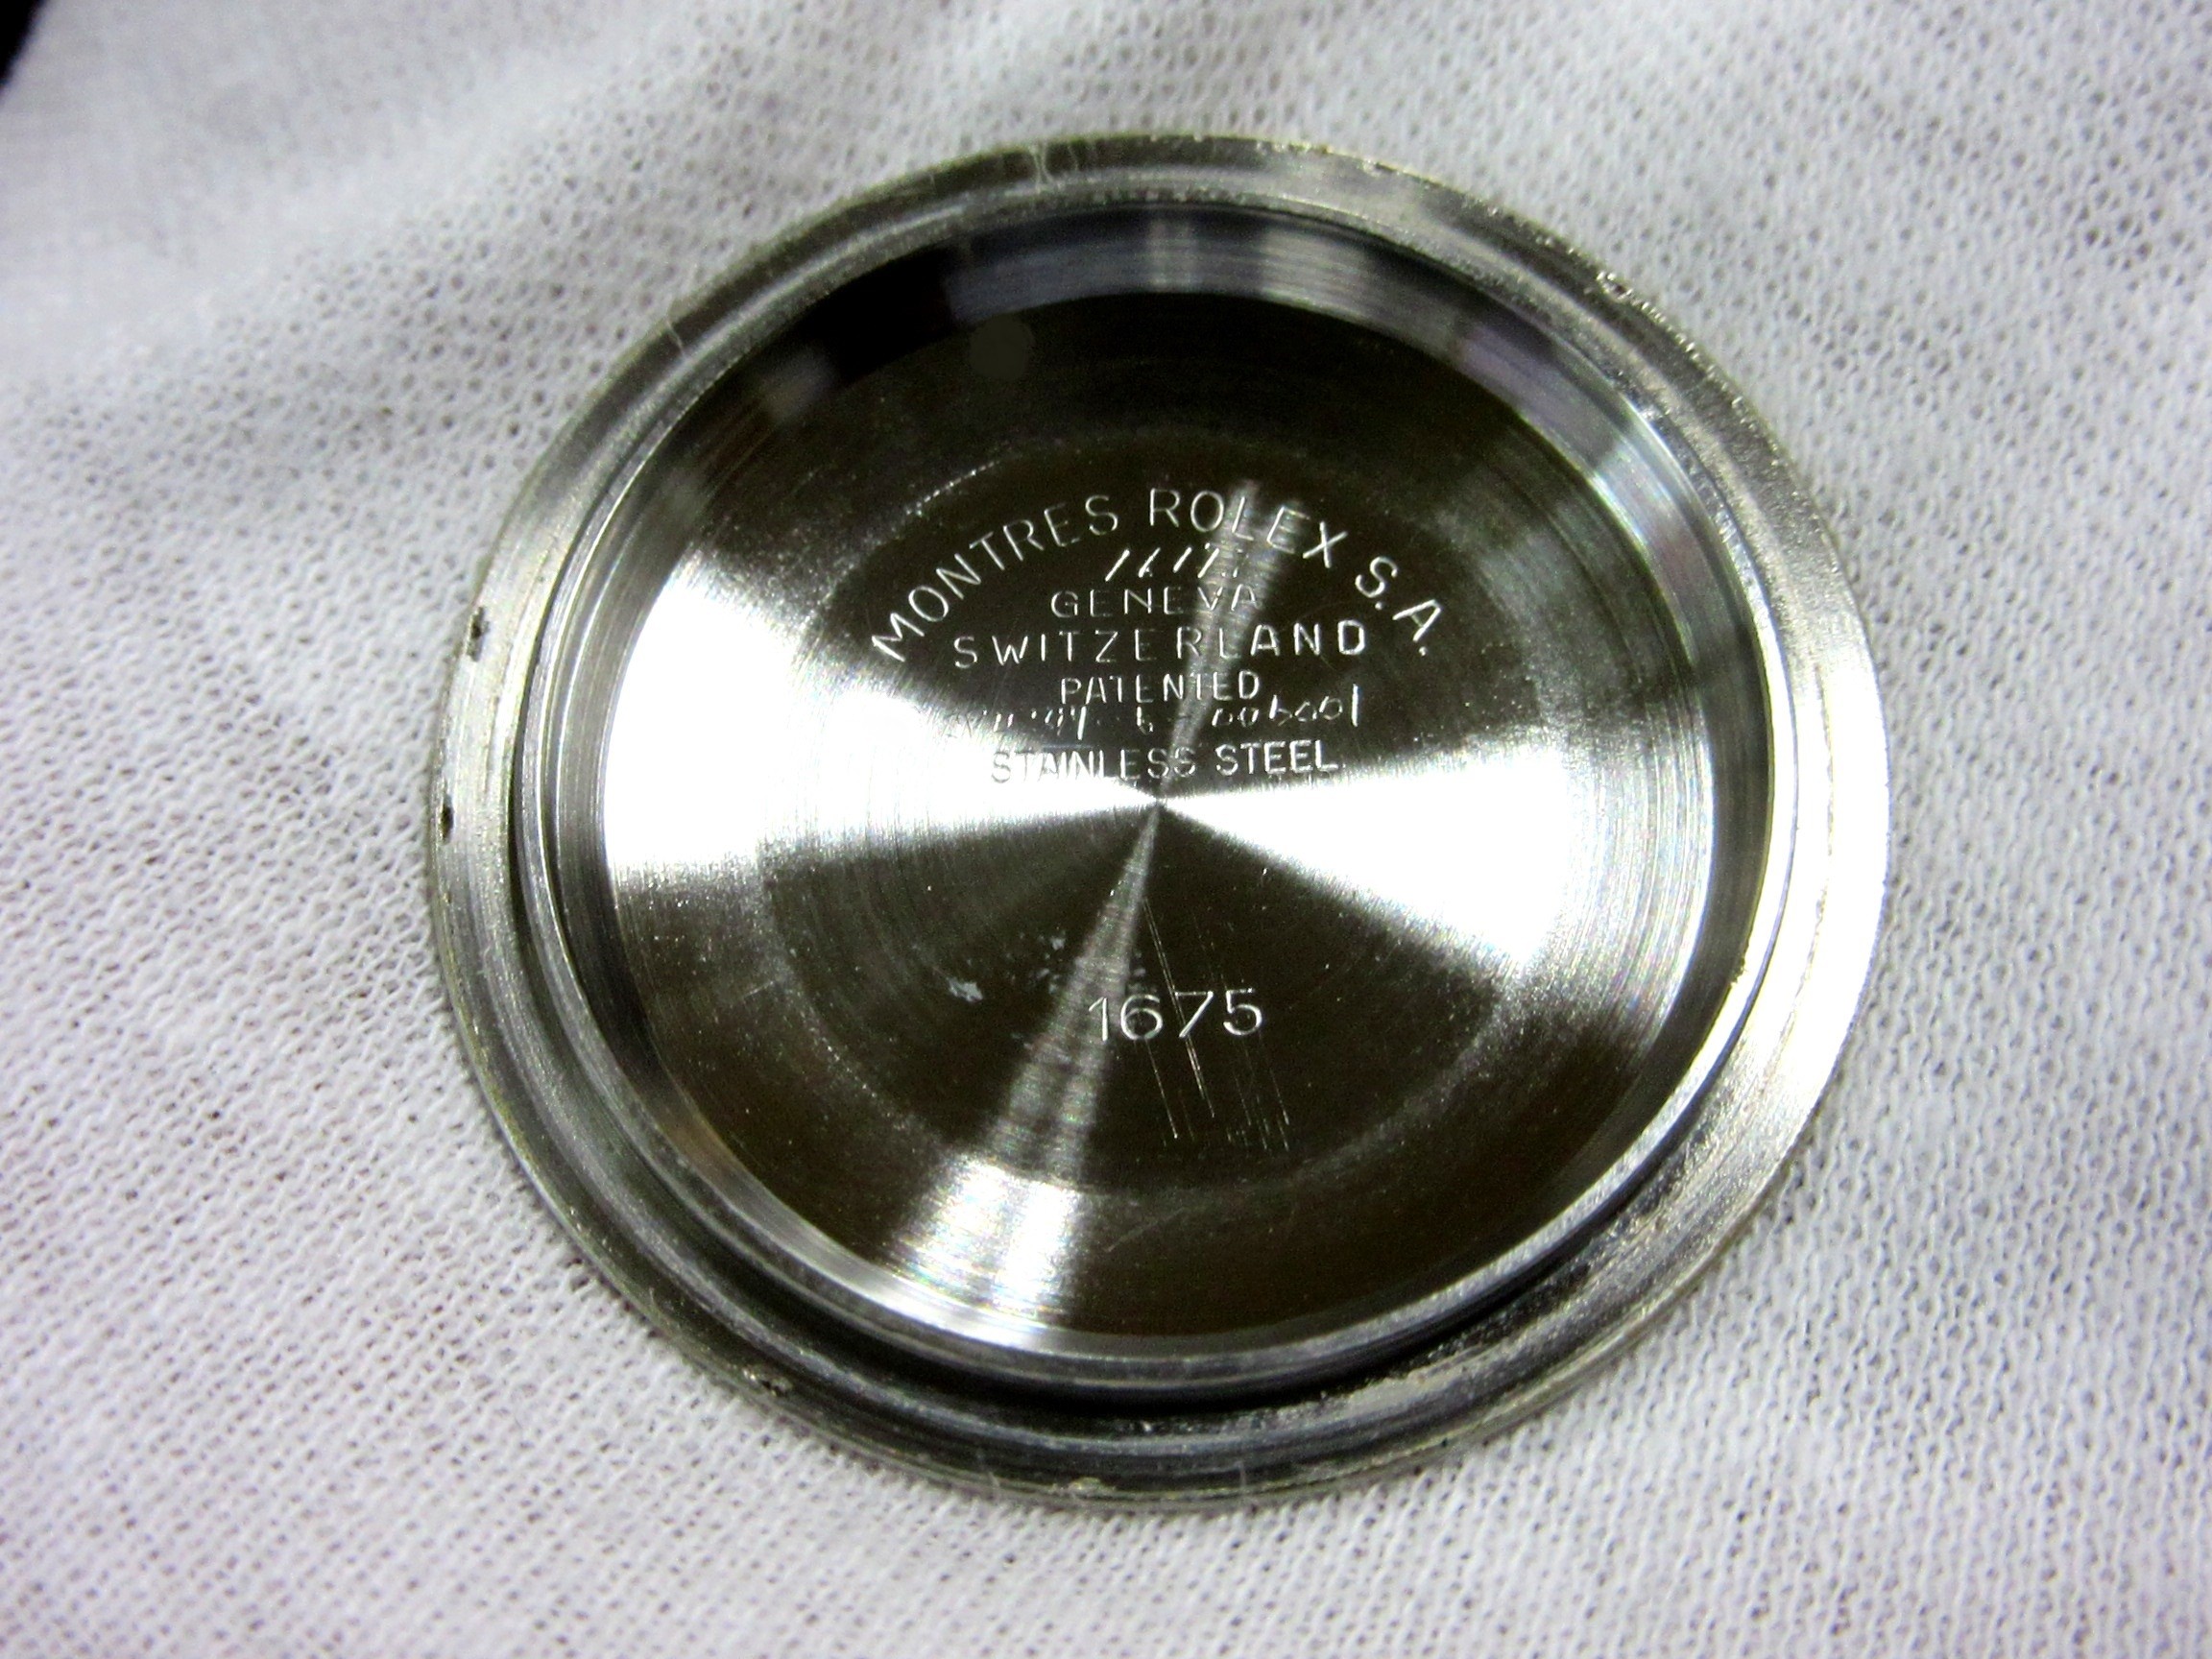 MONTRES ROLEX S.A.
GENEVA
SWITZERLAND
PATENTED
STAINLESS STEEL
1675